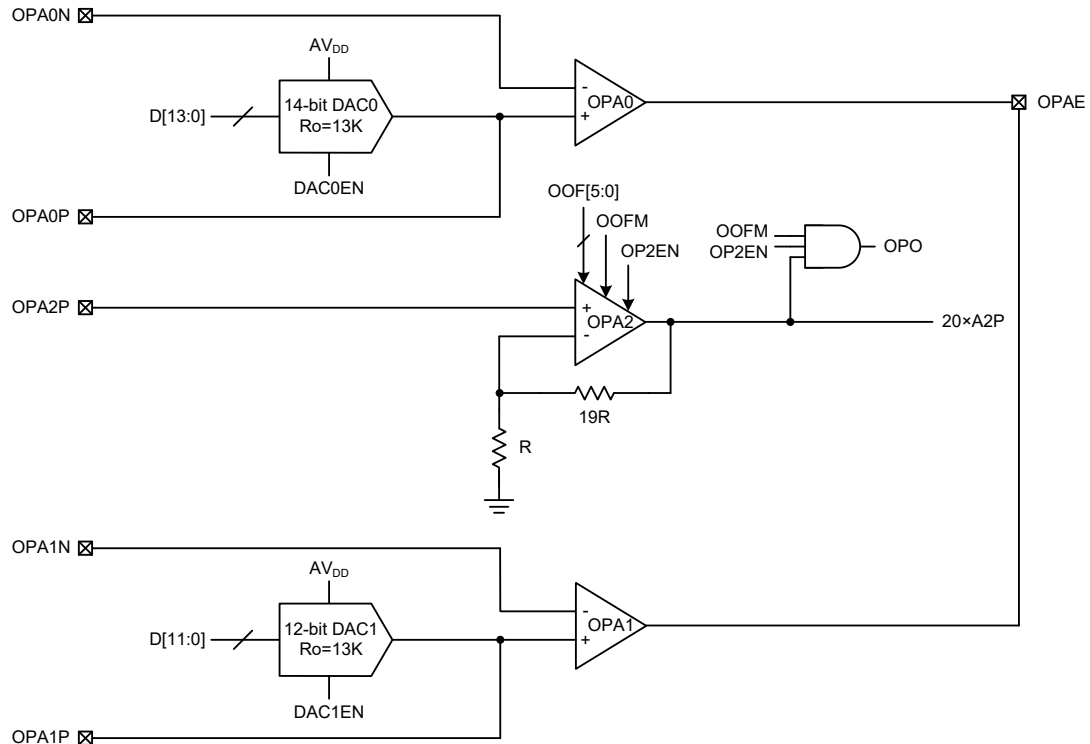 OPA0N
AVDD
14-bit DAC0
Ro=13K
D[13:0]
DAC0EN
OPA0P
-
OPA0
+
OPAE
OOF[5:0]
OOFM
OP2EN
OOFM
OP2EN
OPO
OPA2P
+
OPA2
-
20×A2P
19R
R
OPA1N
AVDD
12-bit DAC1
Ro=13K
D[11:0]
DAC1EN
OPA1P
-
OPA1
+